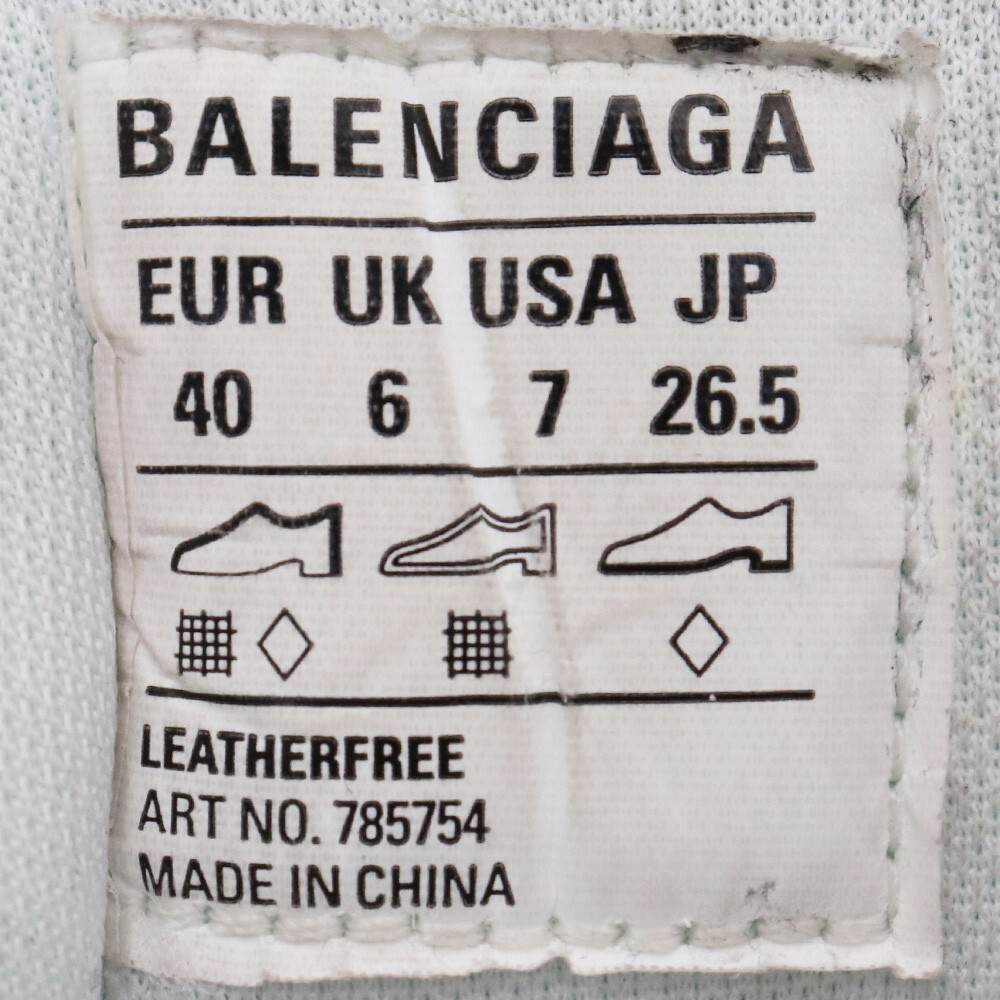 BALENCIAGA
EUR UK USA JP
40 6 7 26.5
LEATHERFREE
ART NO. 785754
MADE IN CHINA